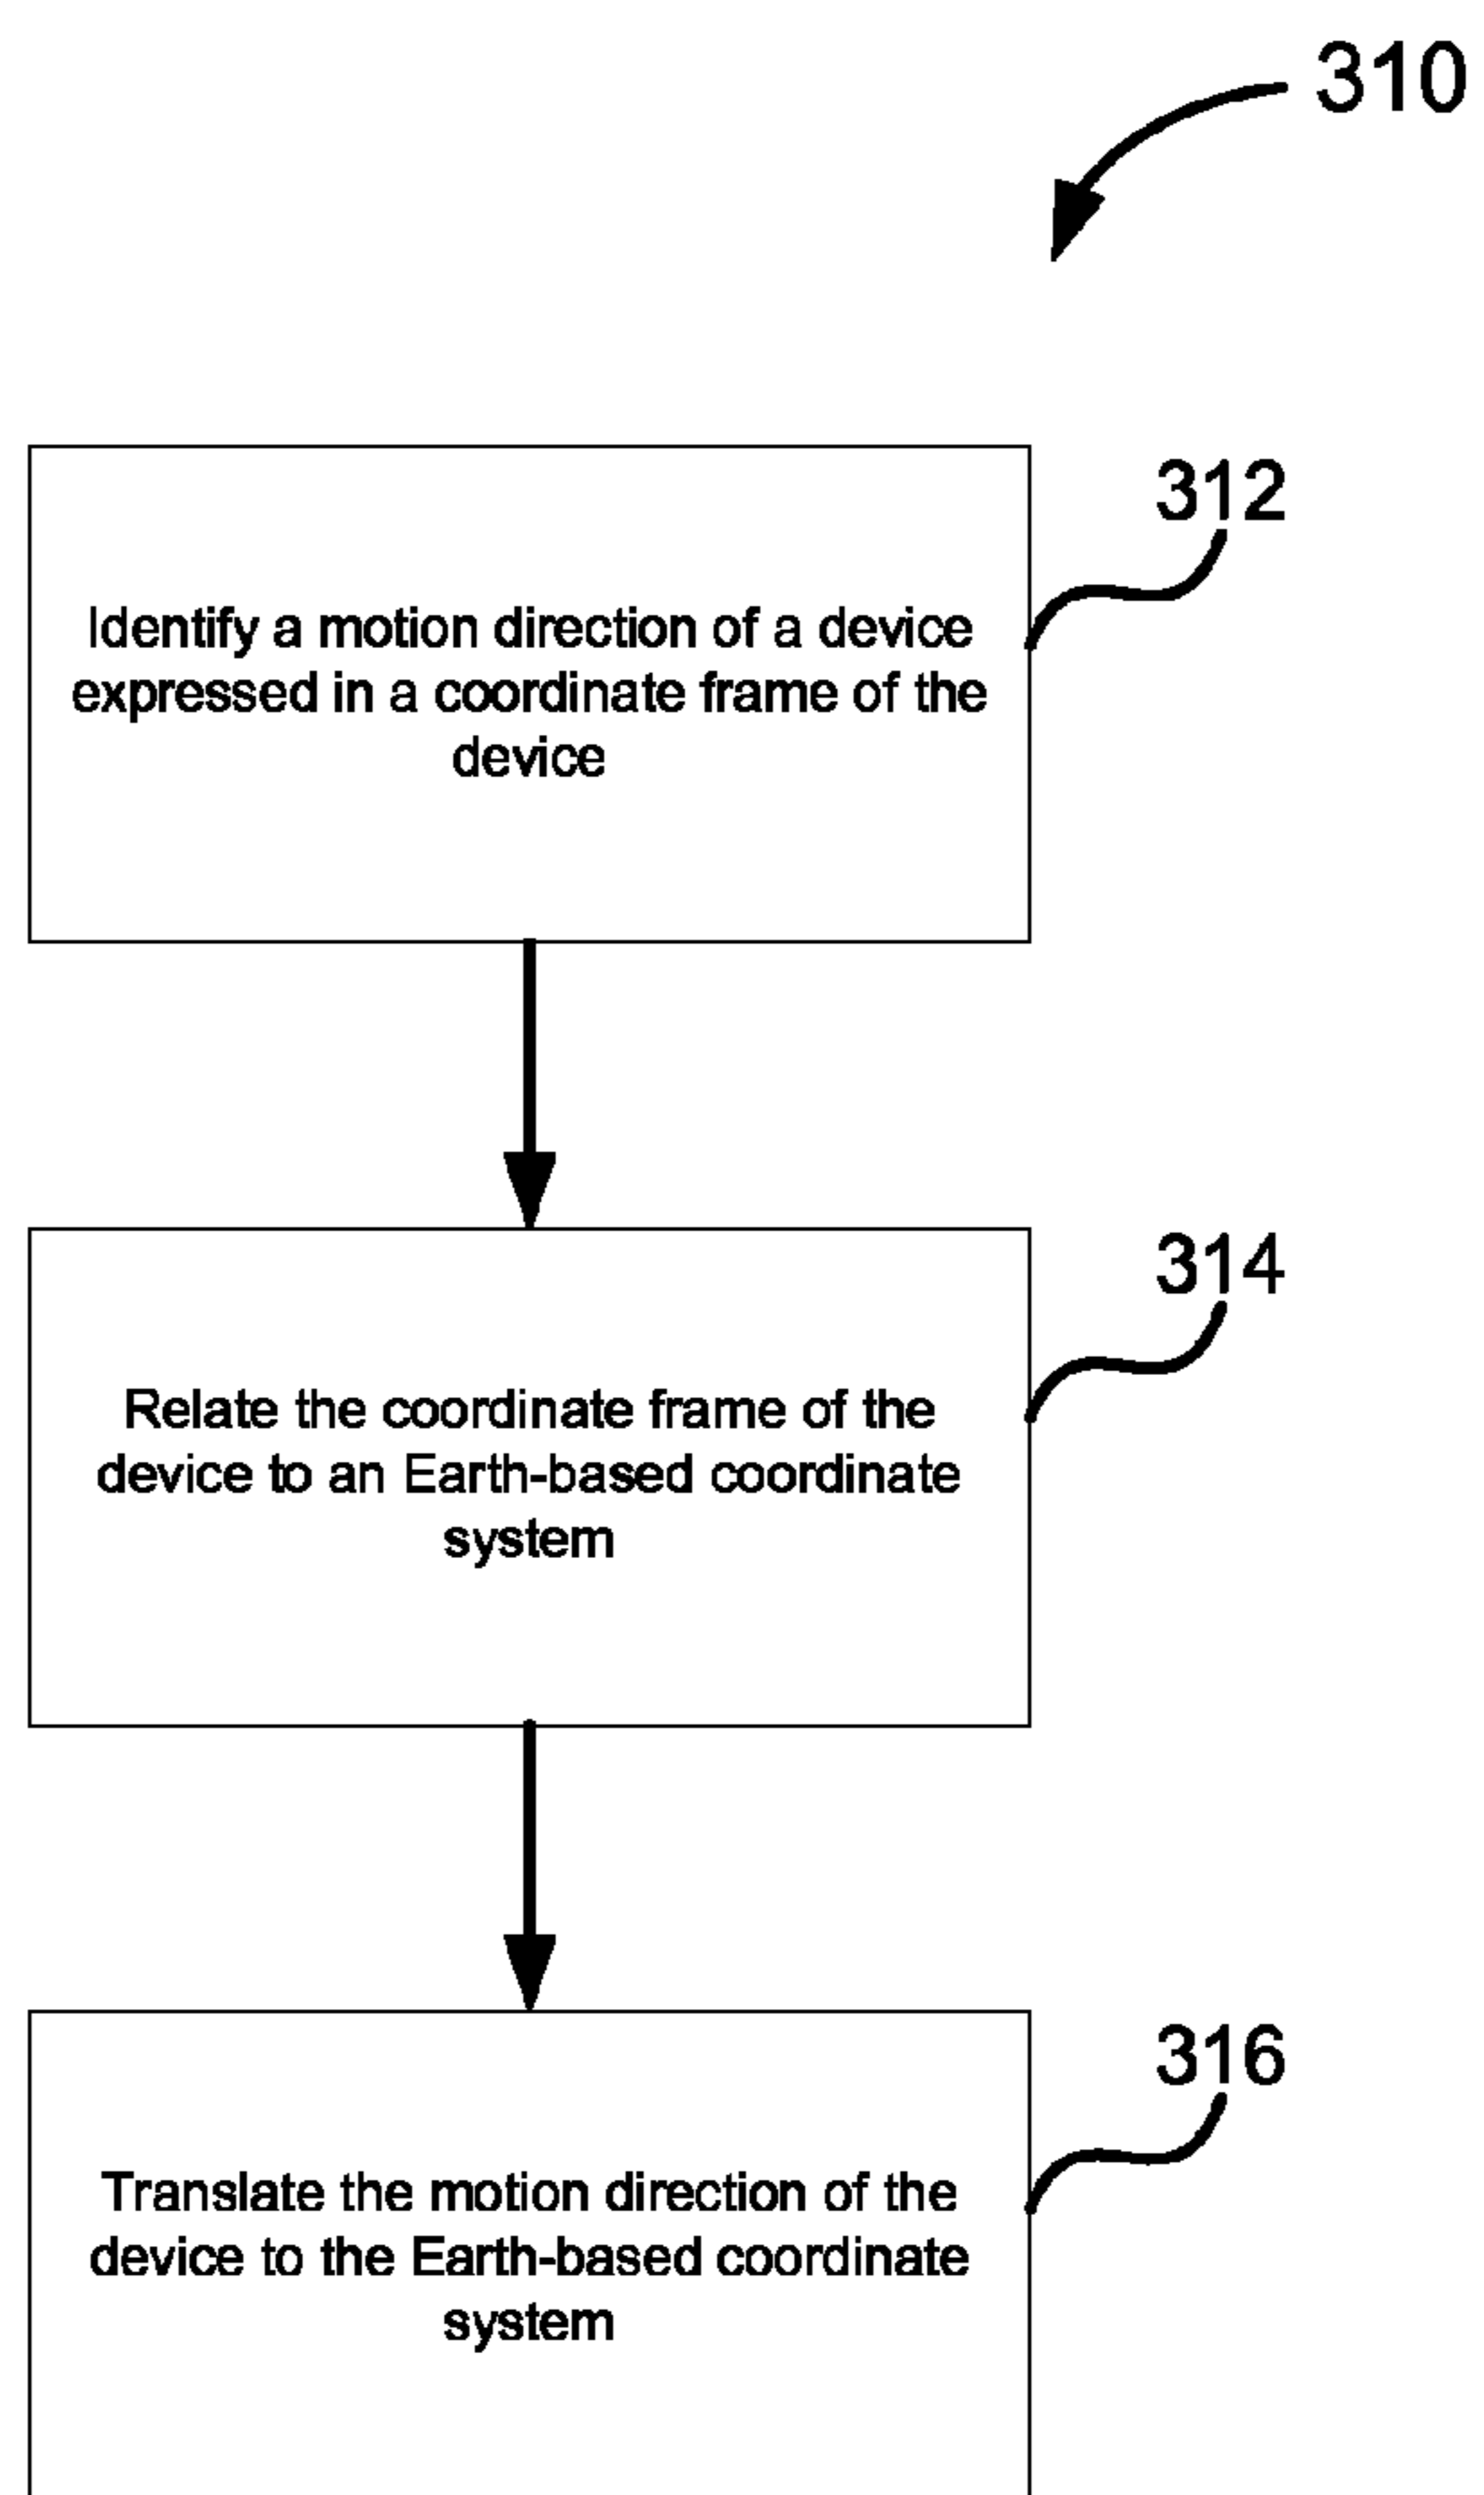 310
312
Identify a motion direction of a device
expressed in a coordinate frame of the
device
314
Relate the coordinate frame of the
device to an Earth-based coordinate
system
316
Translate the motion direction of the
device to the Earth-based coordinate
system